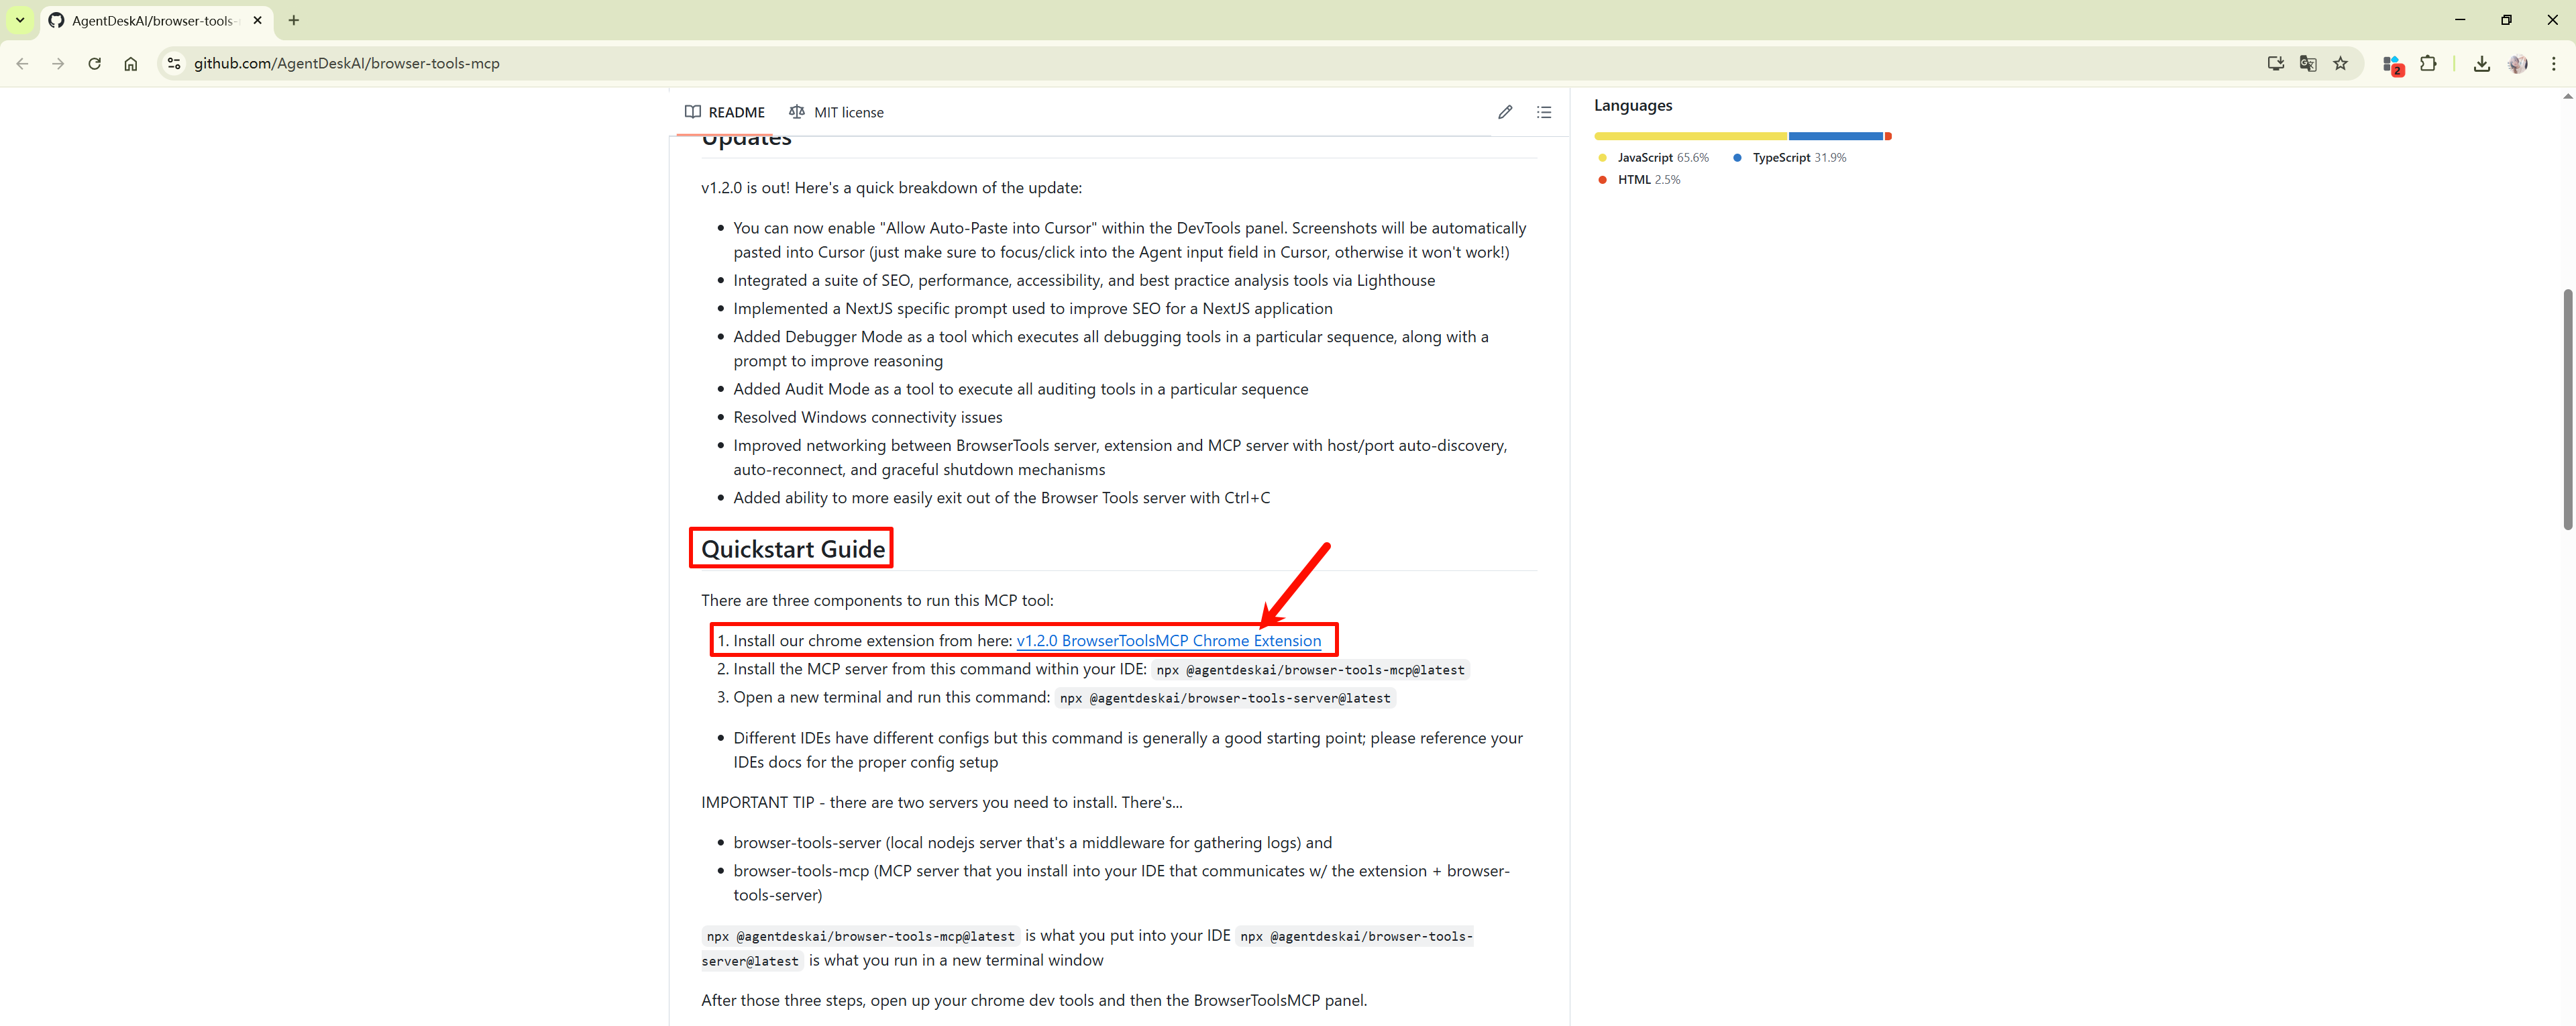 AgentDeskAI/browser-tools-
github.com/AgentDeskAI/browser-tools-mcp
2
README
MIT license
Updates
v1.2.0 is out! Here's a quick breakdown of the update:
• You can now enable "Allow Auto-Paste into Cursor" within the DevTools panel. Screenshots will be automatically
pasted into Cursor (just make sure to focus/click into the Agent input field in Cursor, otherwise it won't work!)
• Integrated a suite of SEO, performance, accessibility, and best practice analysis tools via Lighthouse
• Implemented a NextJS specific prompt used to improve SEO for a NextJS application
• Added Debugger Mode as a tool which executes all debugging tools in a particular sequence, along with a
prompt to improve reasoning
• Added Audit Mode as a tool to execute all auditing tools in a particular sequence
• Resolved Windows connectivity issues
• Improved networking between BrowserTools server, extension and MCP server with host/port auto-discovery,
auto-reconnect, and graceful shutdown mechanisms
• Added ability to more easily exit out of the Browser Tools server with Ctrl+C
Quickstart Guide
There are three components to run this MCP tool:
1. Install our chrome extension from here: v1.2.0 BrowserToolsMCP Chrome Extension
2. Install the MCP server from this command within your IDE: npx @agentdeskai/browser-tools-mcp@latest
3. Open a new terminal and run this command: npx @agentdeskai/browser-tools-server@latest
• Different IDEs have different configs but this command is generally a good starting point; please reference your
IDEs docs for the proper config setup
IMPORTANT TIP - there are two servers you need to install. There's...
• browser-tools-server (local nodejs server that's a middleware for gathering logs) and
• browser-tools-mcp (MCP server that you install into your IDE that communicates w/ the extension + browser-
tools-server)
npx @agentdeskai/browser-tools-mcp@latest is what you put into your IDE npx @agentdeskai/browser-tools-
server@latest is what you run in a new terminal window
After those three steps, open up your chrome dev tools and then the BrowserToolsMCP panel.
Languages
JavaScript 65.6% TypeScript 31.9%
HTML 2.5%